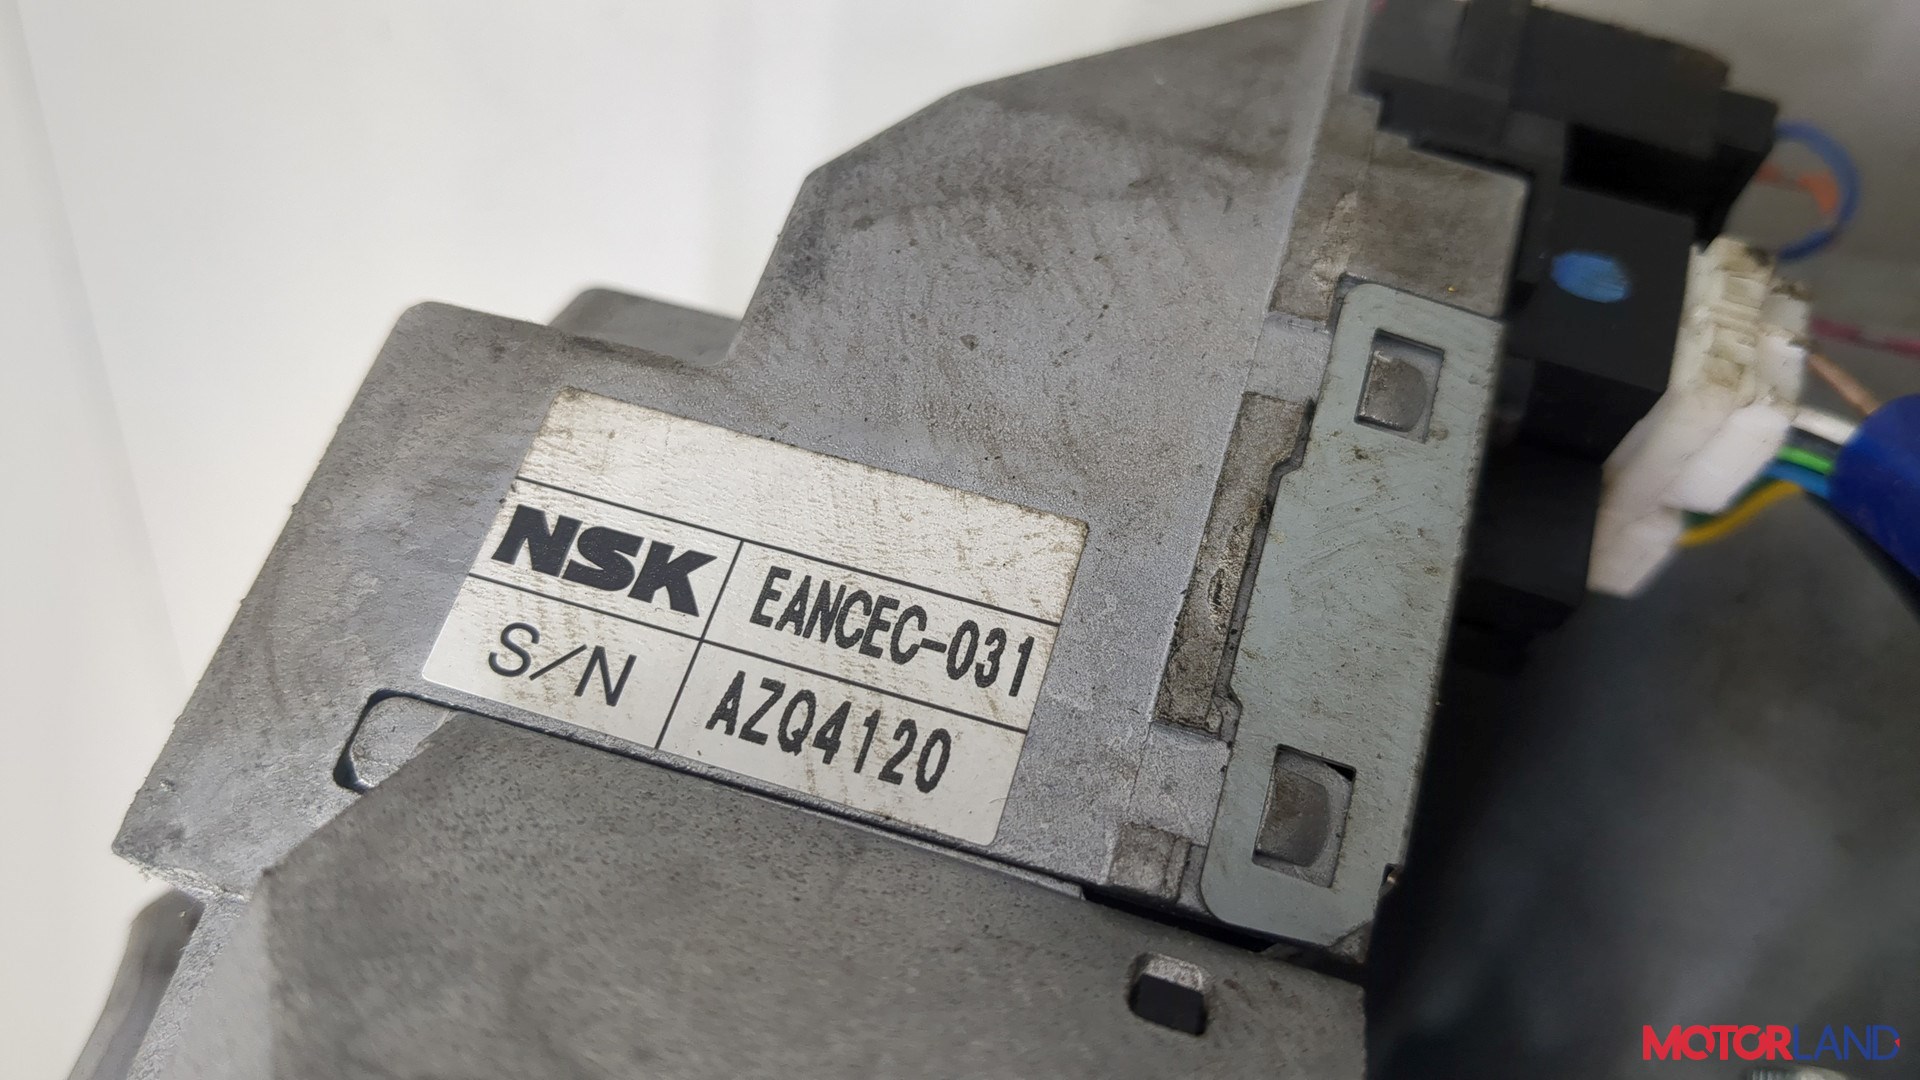 NSK EANCEC-031
S/N AZQ4120
MOTORLAND